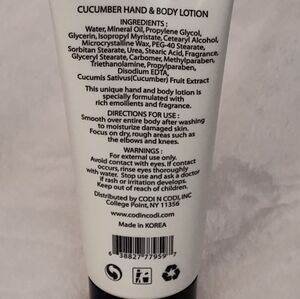 CUCUMBER HAND & BODY LOTION
INGREDIENTS :
Water, Mineral Oil, Propylene Glycol,
Glycerin, Isopropyl Myristate, Cetearyl Alcohol,
Microcrystalline Wax, PEG-40 Stearate,
Sorbitan Stearate, Urea, Stearic Acid, Fragrance,
Glyceryl Stearate, Carbomer, Methylparaben,
Triethanolamine, Propylparaben,
Disodium EDTA,
Cucumis Sativus(Cucumber) Fruit Extract
This unique hand and body lotion is
specially formulated with
rich emollients and fragrance.
DIRECTIONS FOR USE :
Smooth over entire body after washing
to moisturize damaged skin.
Focus on dry, rough areas such as
the elbows and knees.
WARNINGS :
For external use only.
Avoid contact with eyes. If contact
occurs, rinse eyes thoroughly
with water. Stop use and ask a doctor
if rash or irritation develops.
Keep out of reach of children.
Distributed by CODI N CODI, INC
College Point, NY 11356
www.codincodi.com
Made in KOREA
6 38827 77959 7